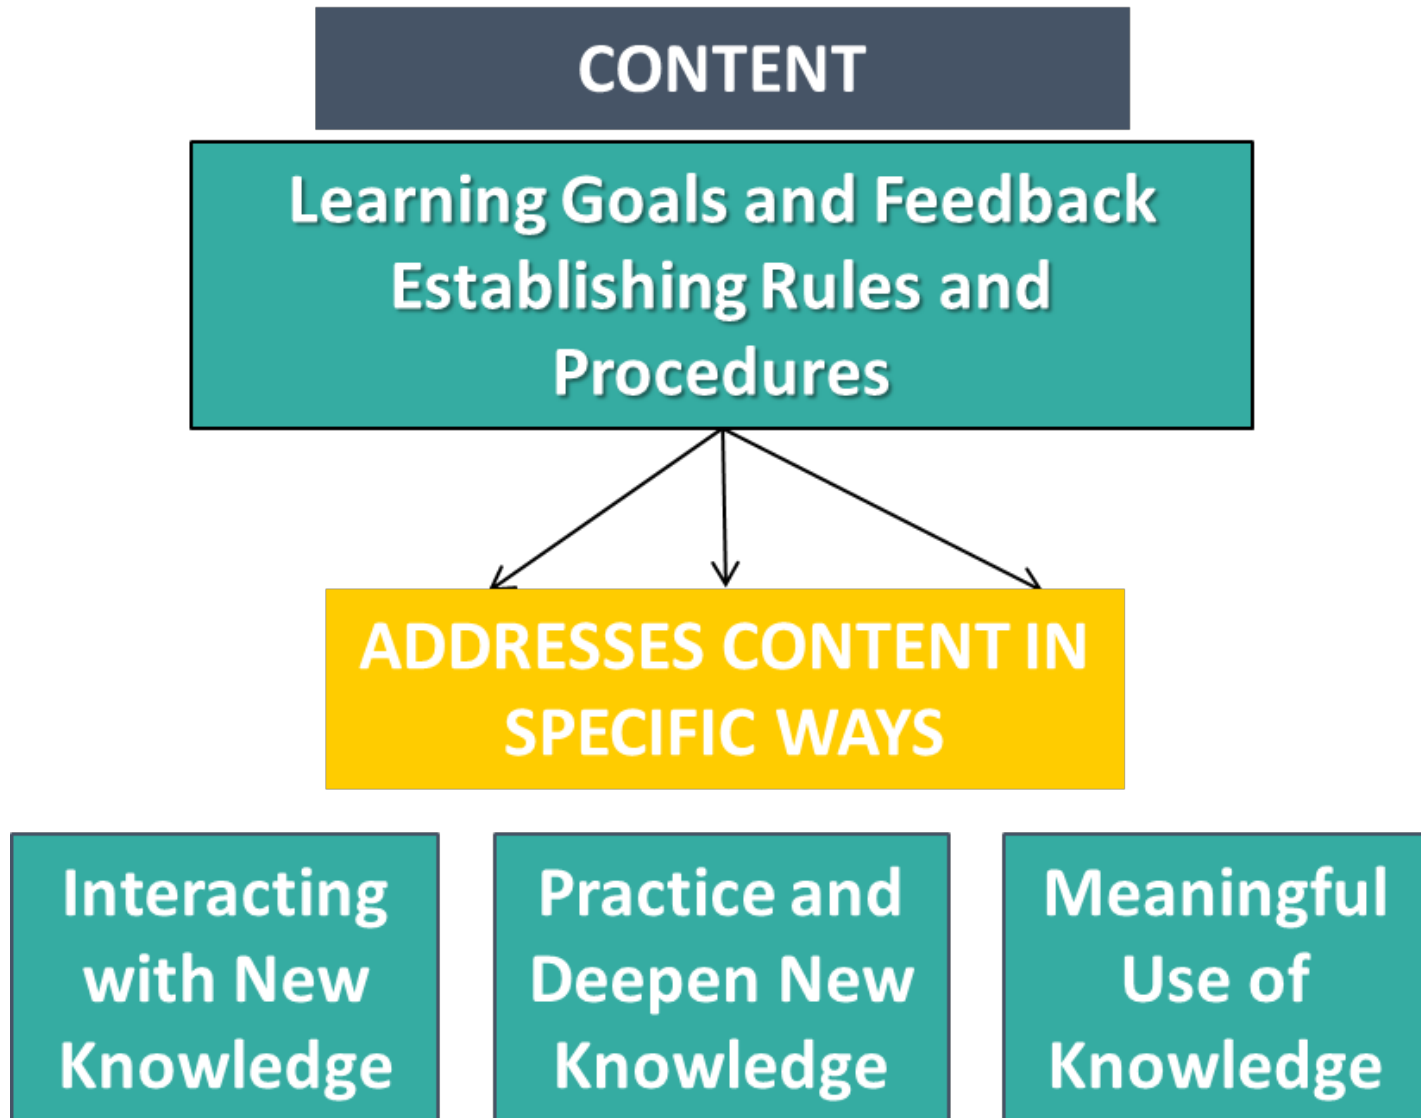 CONTENT
Learning Goals and Feedback
Establishing Rules and
Procedures
ADDRESSES CONTENT IN
SPECIFIC WAYS
Interacting
with New
Knowledge
Practice and
Deepen New
Knowledge
Meaningful
Use of
Knowledge